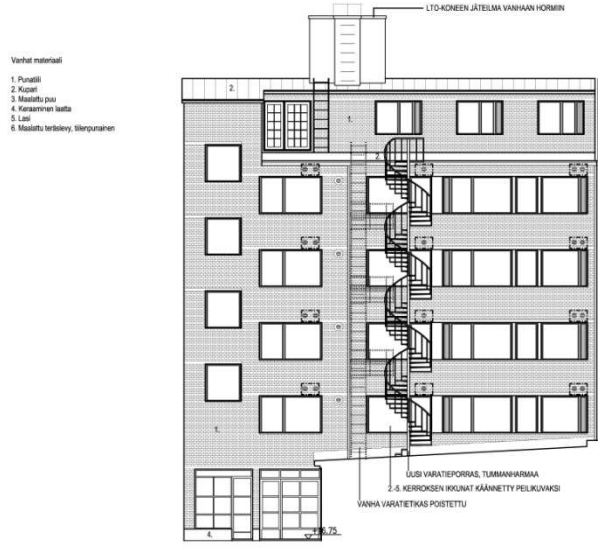 LTO-KONEEN JÄTEILMA VANHAAN HORMIIN
Vanhat materiaali
1. Punatiili
2. Kupari
3. Maalattu puu
4. Keraaminen laatta
5. Lasi
6. Maalattu teräslevy, tiilenpunainen
2.
1.
2.
1.
UUSI VARATIEPORRAS, TUMMANHARMAA
2.-5. KERROKSEN IKKUNAT KÄÄNNETTY PEILIKUVAKSI
VANHA VARATIETIKAS POISTETTU
4.
+16.75